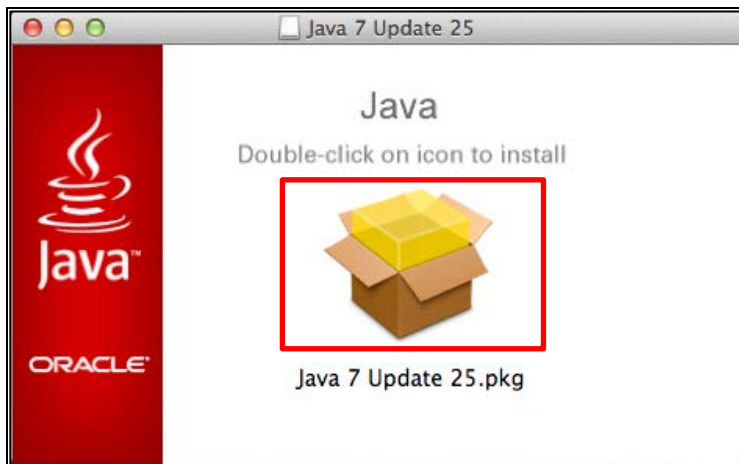 Java 7 Update 25
Java
Double-click on icon to install
Java™
ORACLE®
Java 7 Update 25.pkg